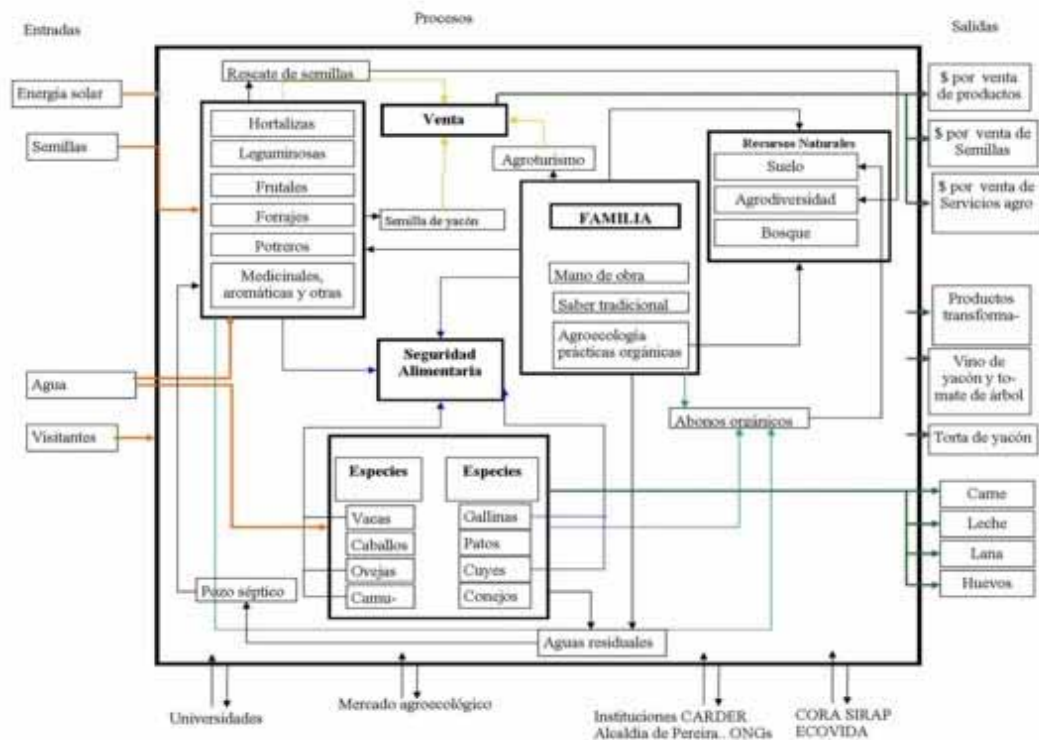 Entradas
Procesos
Salidas
Energía solar
Semillas
Agua
Visitantes
Rescate de semillas
Hortalizas
Leguminosas
Frutales
Forrajes
Potreros
Medicinales,
aromáticas y otras
Venta
Agroturismo
Semilla de yacón
FAMILIA
Mano de obra
Saber tradicional
Agroecología
prácticas orgánicas
Recursos Naturales
Suelo
Agrodiversidad
Bosque
Seguridad
Alimentaria
Abonos orgánicos
Especies
Vacas
Caballos
Ovejas
Camu-
Especies
Gallinas
Patos
Cuyes
Conejos
Pozo séptico
Aguas residuales
$ por venta
de productos
$ por venta de
Semillas
$ por venta de
Servicios agro
Productos
transforma-
Vino de
yacón y to-
mate de árbol
Torta de yacón
Carne
Leche
Lana
Huevos
Universidades
Mercado agroecológico
Instituciones CARDER
Alcaldía de Pereira.. ONGs
CORA SIRAP
ECOVIDA